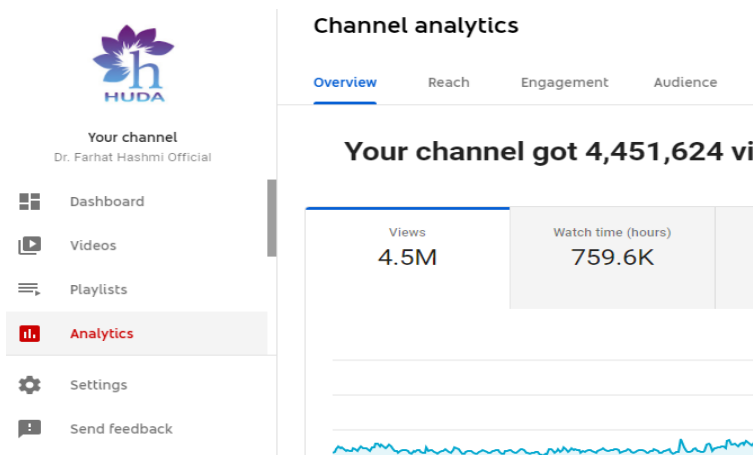 HUDA
Your channel
Dr. Farhat Hashmi Official
Dashboard
Videos
Playlists
Analytics
Settings
Send feedback
Channel analytics
Overview Reach Engagement Audience
Your channel got 4,451,624 vi
Views
4.5M
Watch time (hours)
759.6K